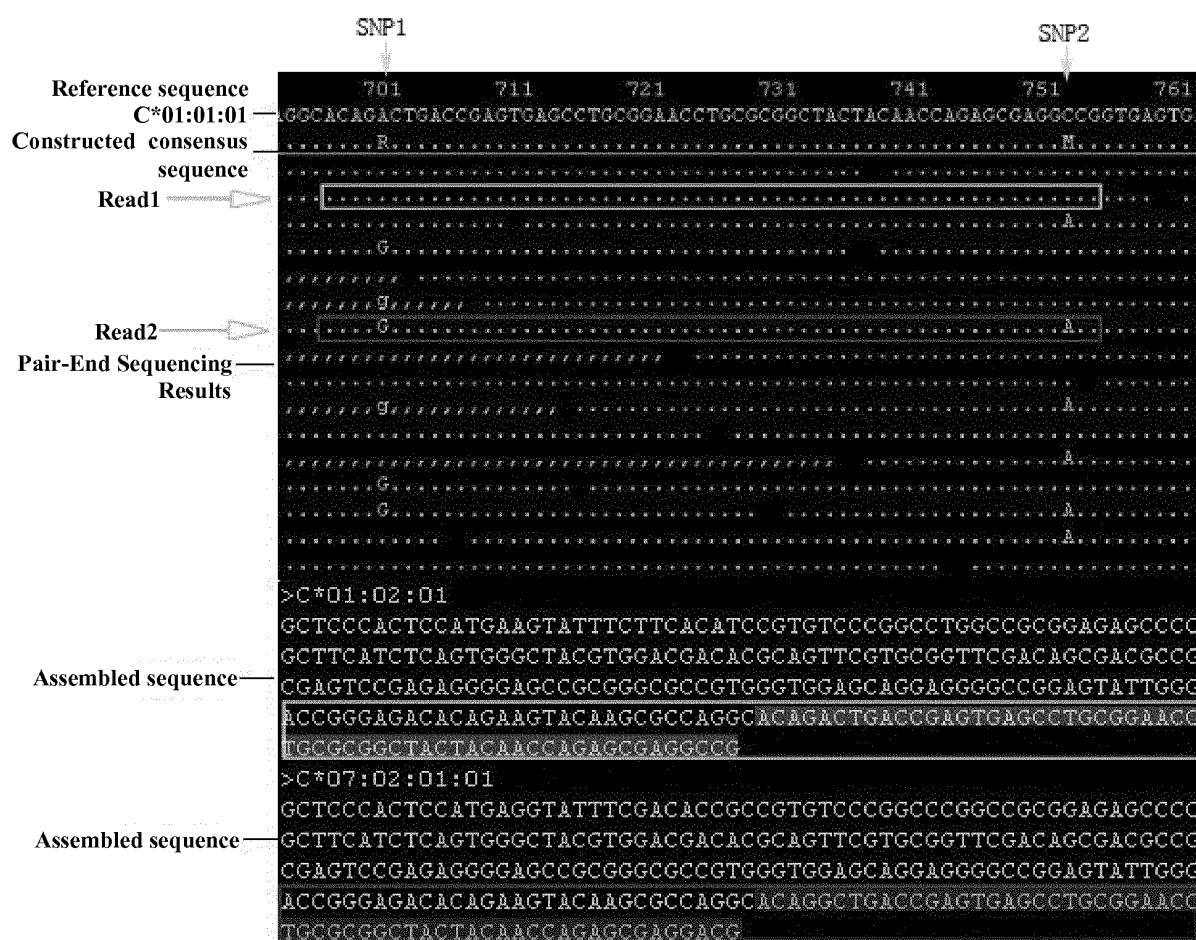 SNP1
SNP2
Reference sequence
701 711 721 731 741 751 761
C*01:01:01
GGCACAGACTGACCGAGTGAGCCTGCGGAACCTGCGCGGCTACTACAACCAGAGCGAGGCCGGTGAGTG
Constructed consensus
R M
sequence
Read1
A
G
g
Read2
G A
Pair-End Sequencing
Results
g A
A
G
G A
A
>C*01:02:01
GCTCCCACTCCATGAAGTATTTCTTCACATCCGTGTCCCGGCCTGGCCGCGGAGAGCCCC
GCTTCATCTCAGTGGGCTACGTGGACGACACGCAGTTCGTGCGGTTCGACAGCGACGCCG
Assembled sequence
CGAGTCCGAGAGGGGAGCCGCGGGCGCCGTGGGTGGAGCAGGAGGGGCCGGAGTATTGGG
ACCGGGAGACACAGAAGTACAAGCGCCAGGCACAGACTGACCGAGTGAGCCTGCGGAACC
TGCGCGGCTACTACAACCAGAGCGAGGCCG
>C*07:02:01:01
GCTCCCACTCCATGAGGTATTTCGACACCGCCGTGTCCCGGCCCGGCCGCGGAGAGCCCC
Assembled sequence
GCTTCATCTCAGTGGGCTACGTGGACGACACGCAGTTCGTGCGGTTCGACAGCGACGCCG
CGAGTCCGAGAGGGGAGCCGCGGGCGCCGTGGGTGGAGCAGGAGGGGCCGGAGTATTGGG
ACCGGGAGACACAGAAGTACAAGCGCCAGGCACAGGCTGACCGAGTGAGCCTGCGGAACC
TGCGCGGCTACTACAACCAGAGCGAGGACG